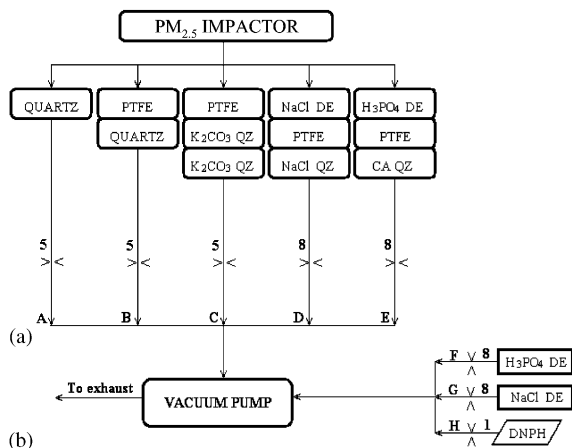 PM2.5 IMPACTOR
QUARTZ PTFE PTFE NaCl DE H3PO4 DE
QUARTZ K2CO3 QZ PTFE PTFE
K2CO3 QZ NaCl QZ CA QZ
5 5 5 8 8
> < > < > < > < > <
A B C D E
(a)
F 8 H3PO4 DE
To exhaust VACUUM PUMP G 8 NaCl DE
H 1 DNPH
(b)